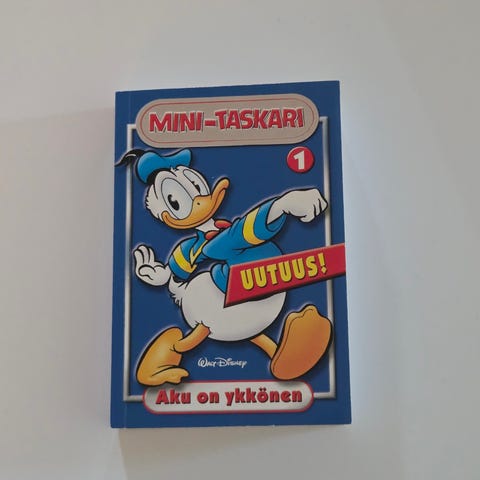 MINI-TASKARI
1
UUTUUS!
WALT DISNEY
Aku on ykkönen